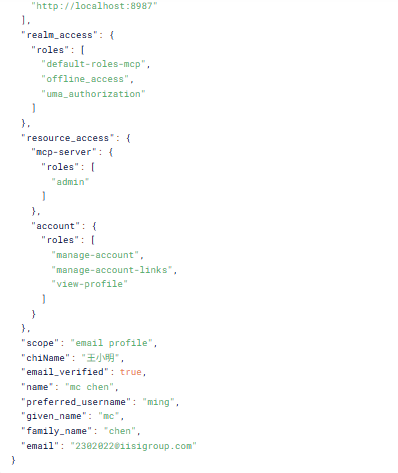 "http://localhost:8987"
],
"realm_access": {
"roles": [
"default-roles-mcp",
"offline_access",
"uma_authorization"
]
},
"resource_access": {
"mcp-server": {
"roles": [
"admin"
]
},
"account": {
"roles": [
"manage-account",
"manage-account-links",
"view-profile"
]
}
},
"scope": "email profile",
"chiName": "王小明",
"email_verified": true,
"name": "mc chen",
"preferred_username": "ming",
"given_name": "mc",
"family_name": "chen",
"email": "2302022@iisigroup.com"
}